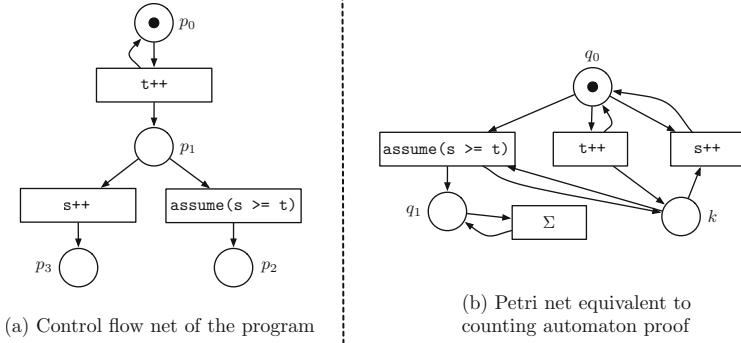 p₀
t++
p₁
s++ assume(s >= t)
p₃ p₂
(a) Control flow net of the program
q₀
assume(s >= t) t++ s++
q₁ Σ k
(b) Petri net equivalent to
counting automaton proof